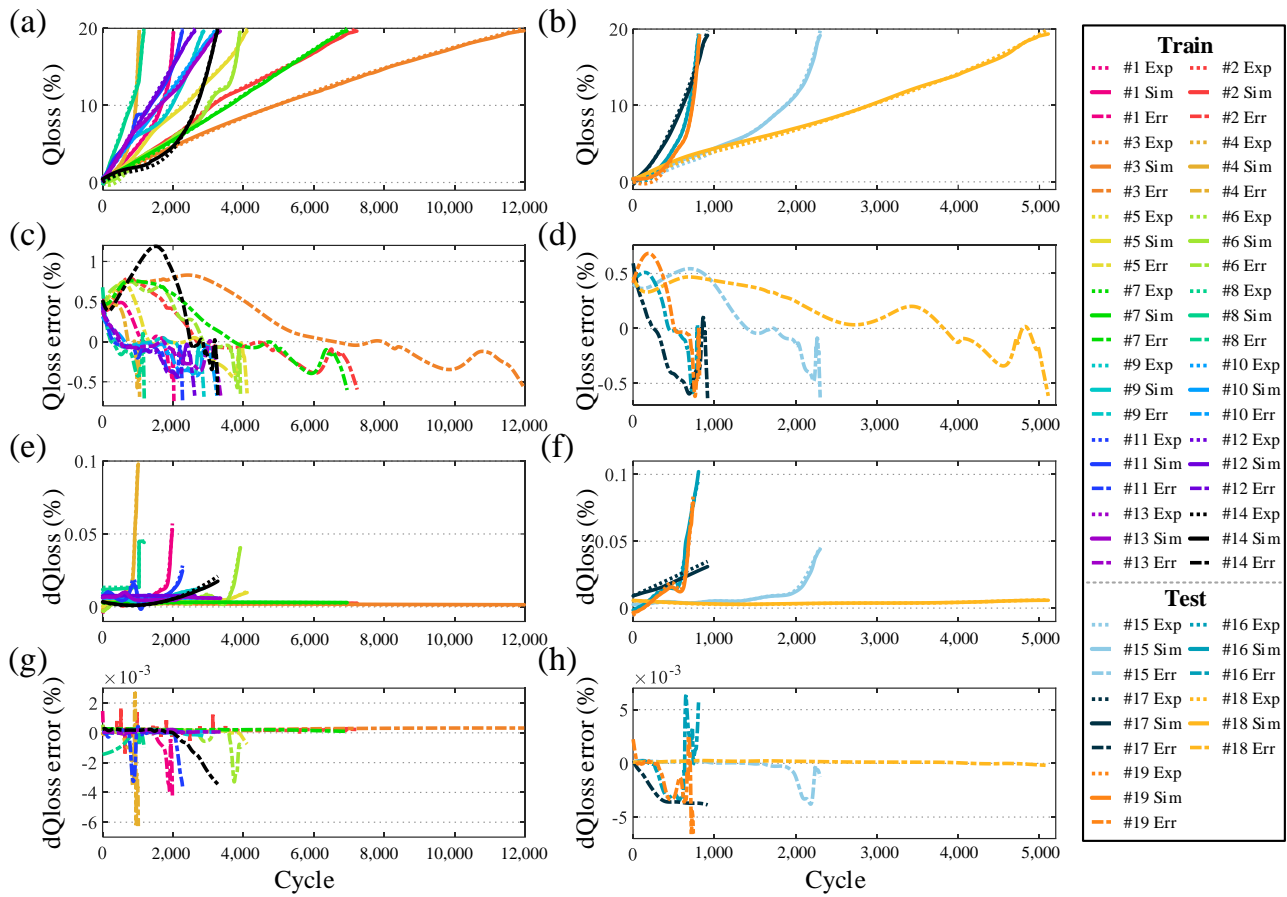 (a)
20
10
0
Qloss (%)
0 2,000 4,000 6,000 8,000 10,000 12,000
(b)
20
10
0
Qloss (%)
0 1,000 2,000 3,000 4,000 5,000
(c)
1
0.5
0
-0.5
Qloss error (%)
0 2,000 4,000 6,000 8,000 10,000 12,000
(d)
0.5
0
-0.5
Qloss error (%)
0 1,000 2,000 3,000 4,000 5,000
(e)
0.1
0.05
0
dQloss (%)
0 2,000 4,000 6,000 8,000 10,000 12,000
(f)
0.1
0.05
0
dQloss (%)
0 1,000 2,000 3,000 4,000 5,000
(g)
× 10⁻³
2
0
-2
-4
-6
dQloss error (%)
0 2,000 4,000 6,000 8,000 10,000 12,000
Cycle
(h)
× 10⁻³
5
0
-5
dQloss error (%)
0 1,000 2,000 3,000 4,000 5,000
Cycle
Train
#1 Exp #2 Exp
#1 Sim #2 Sim
#1 Err #2 Err
#3 Exp #4 Exp
#3 Sim #4 Sim
#3 Err #4 Err
#5 Exp #6 Exp
#5 Sim #6 Sim
#5 Err #6 Err
#7 Exp #8 Exp
#7 Sim #8 Sim
#7 Err #8 Err
#9 Exp #10 Exp
#9 Sim #10 Sim
#9 Err #10 Err
#11 Exp #12 Exp
#11 Sim #12 Sim
#11 Err #12 Err
#13 Exp #14 Exp
#13 Sim #14 Sim
#13 Err #14 Err
Test
#15 Exp #16 Exp
#15 Sim #16 Sim
#15 Err #16 Err
#17 Exp #18 Exp
#17 Sim #18 Sim
#17 Err #18 Err
#19 Exp
#19 Sim
#19 Err